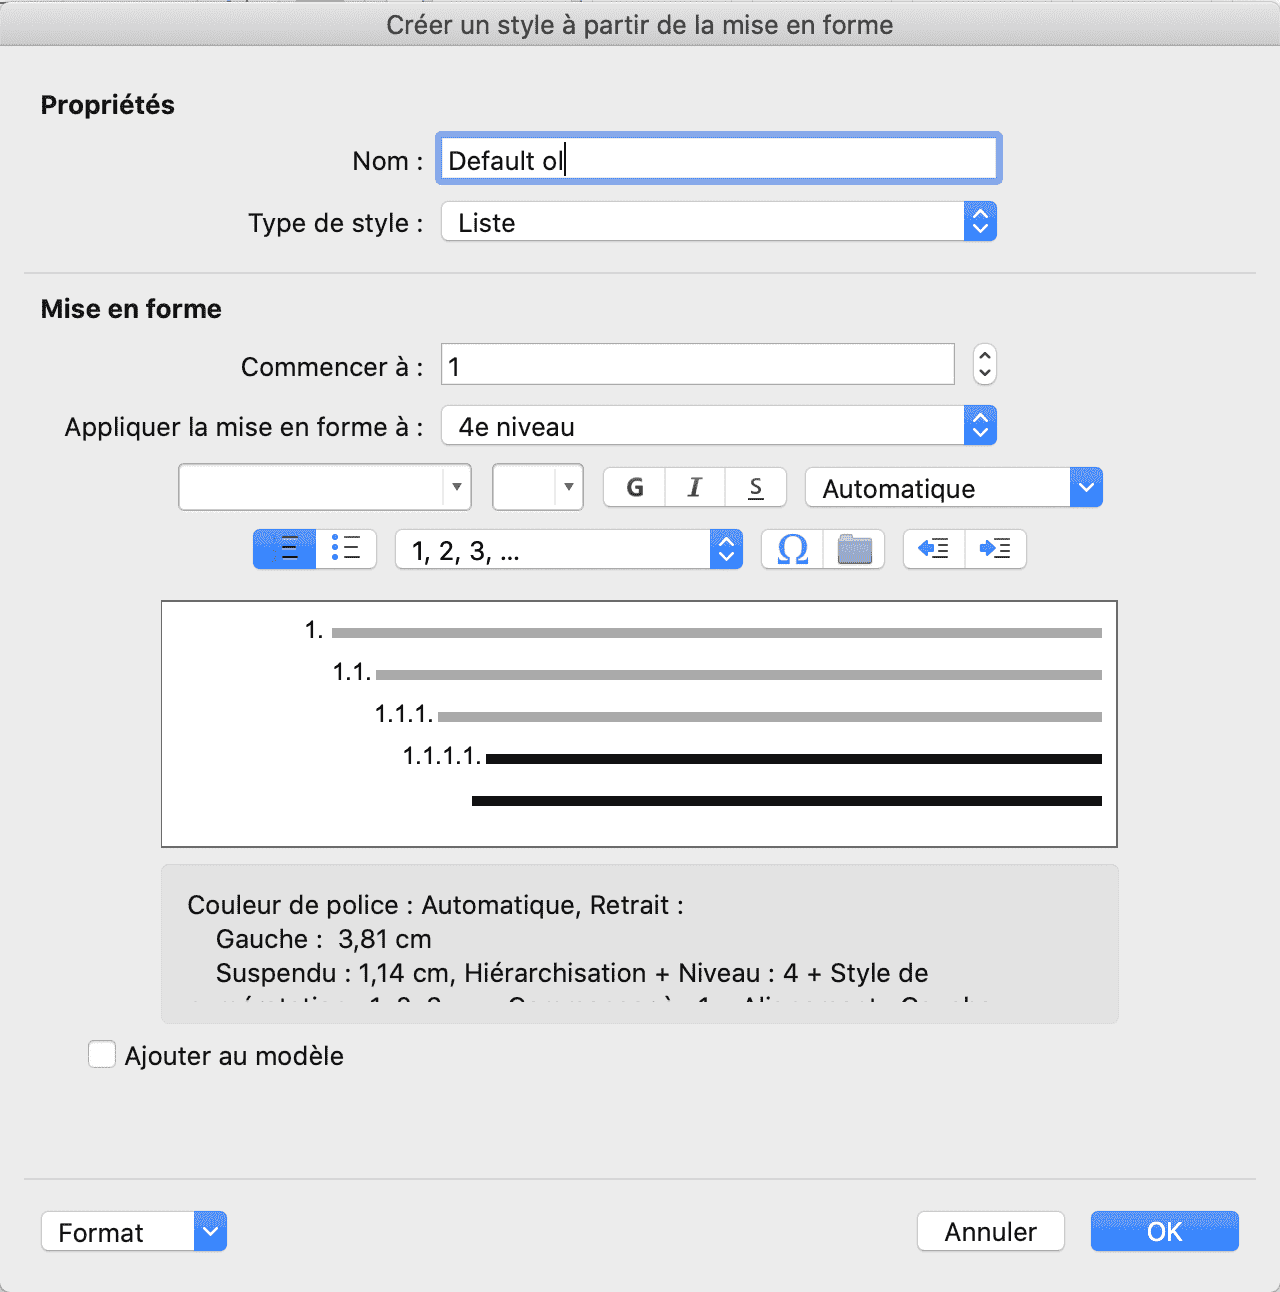 Créer un style à partir de la mise en forme
Propriétés
Nom : Default ol
Type de style : Liste
Mise en forme
Commencer à : 1
Appliquer la mise en forme à : 4e niveau
G I S Automatique
1, 2, 3, ... Ω
1.
1.1.
1.1.1.
1.1.1.1.
Couleur de police : Automatique, Retrait :
Gauche : 3,81 cm
Suspendu : 1,14 cm, Hiérarchisation + Niveau : 4 + Style de
Ajouter au modèle
Format Annuler OK